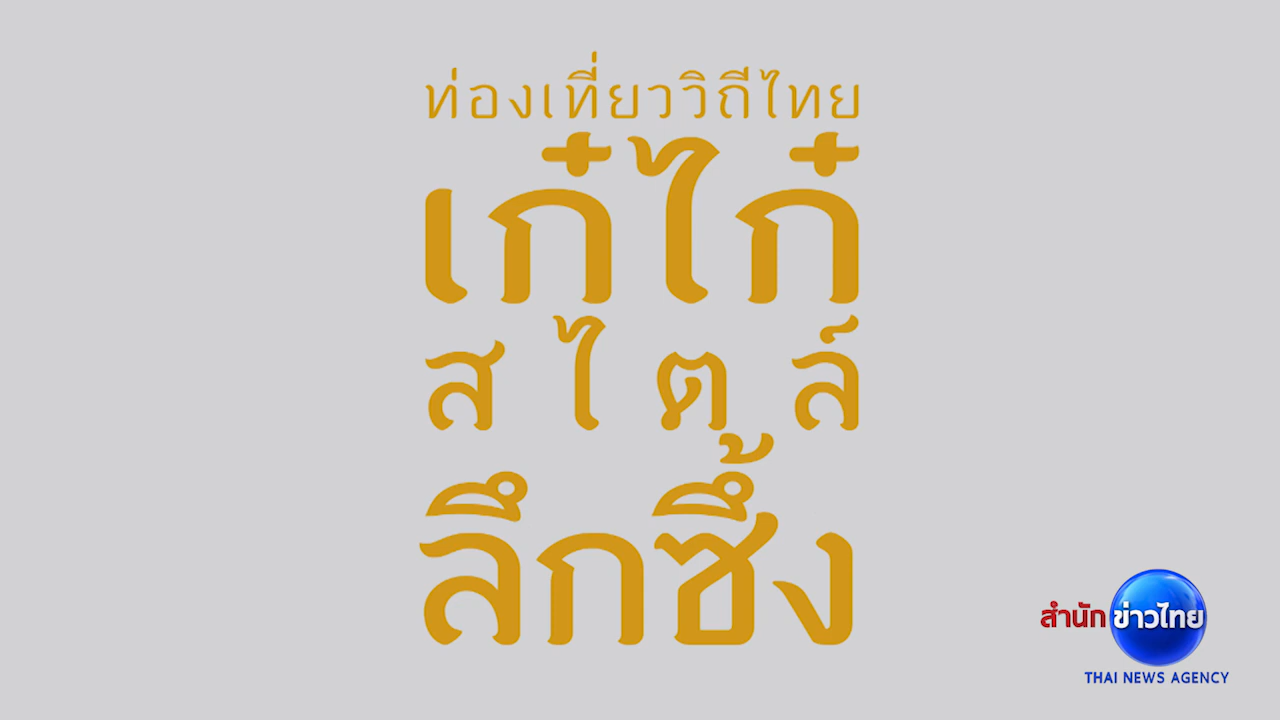 ท่องเที่ยววิถีไทย
เก๋ไก๋
สไตล์
ลึกซึ้ง
สำนักข่าวไทย
THAI NEWS AGENCY